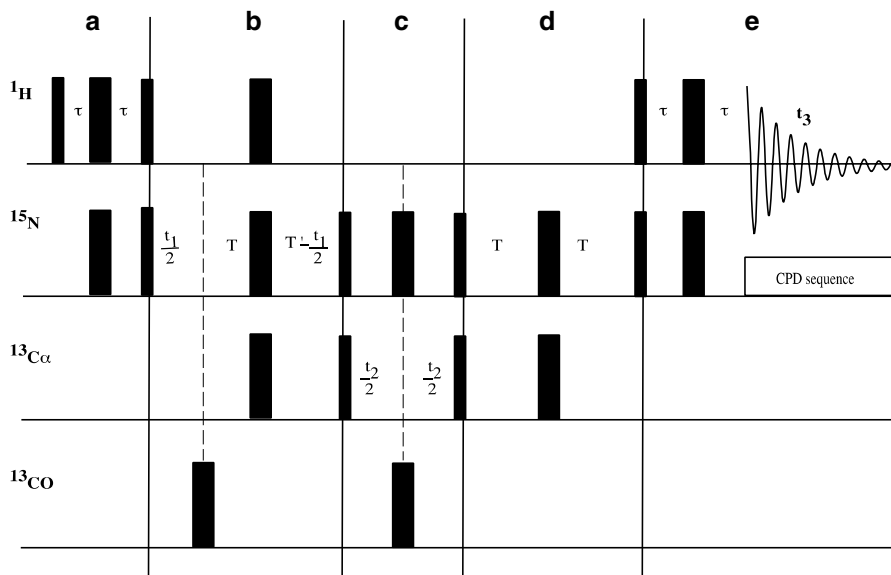 a b c d e
¹H τ τ τ τ t₃
¹⁵N t₁/2 T T - t₁/2 T T
CPD sequence
¹³Cα t₂/2 t₂/2
¹³CO